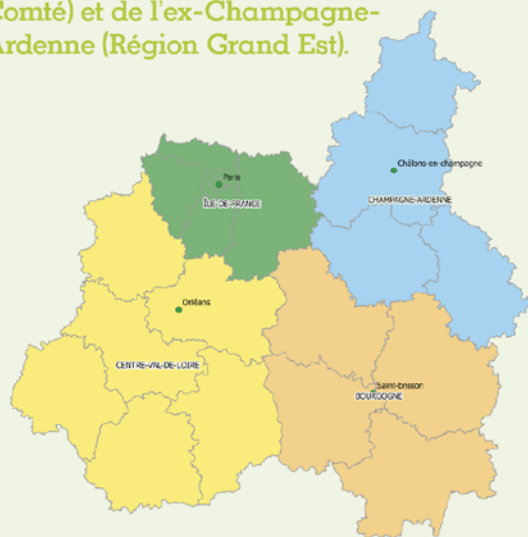 Comté) et de l'ex-Champagne-
Ardenne (Région Grand Est).
Paris
ÎLE-DE-FRANCE
Châlons-en-champagne
CHAMPAGNE-ARDENNE
Orléans
CENTRE-VAL-DE-LOIRE
Saint-brisson
BOURGOGNE